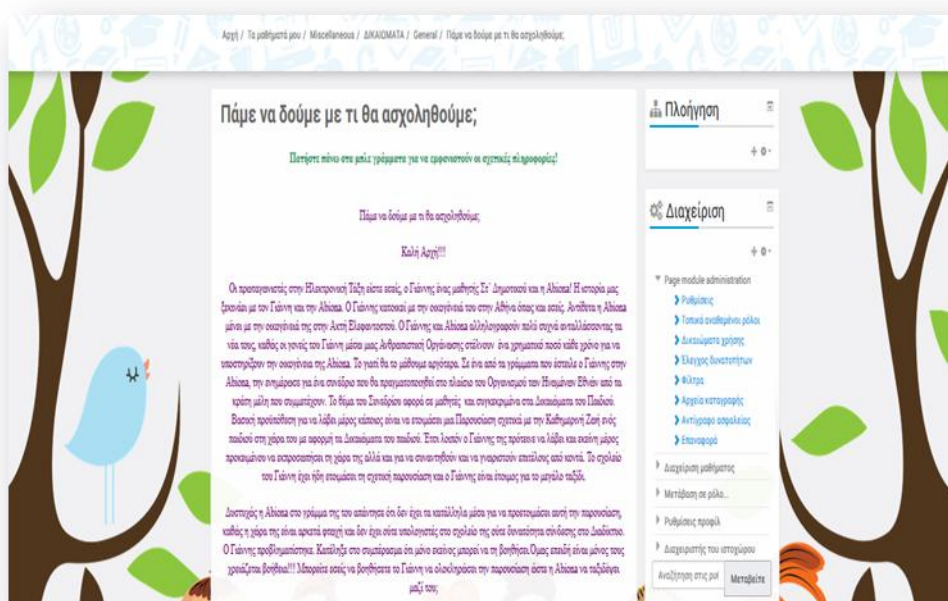 Αρχή / Τα μαθήματά μου / Miscellaneous / ΔΙΚΑΙΩΜΑΤΑ / General / Πάμε να δούμε με τι θα ασχοληθούμε;
Πάμε να δούμε με τι θα ασχοληθούμε;
Πατήστε πάνω στα μπλε γράμματα για να εμφανιστούν οι σχετικές πληροφορίες!
Πάμε να δούμε με τι θα ασχοληθούμε;
Καλή Αρχή!!!
Οι πρωταγωνιστές στην Ηλεκτρονική Τάξη είστε εσείς, ο Γιάννης ένας μαθητής Στ΄ Δημοτικού και η Abiona! Η ιστορία μας
ξεκινάει με τον Γιάννη και την Abiona. Ο Γιάννης κατοικεί με την οικογένειά του στην Αθήνα όπως και εσείς. Αντίθετα η Abiona
μένει με την οικογένειά της στην Ακτή Ελεφαντοστού. Ο Γιάννης και Abiona αλληλογραφούν πολύ συχνά ανταλλάσσοντας τα
νέα τους, καθώς οι γονείς του Γιάννη μέσω μιας Ανθρωπιστική Οργάνωσης στέλνουν ένα χρηματικό ποσό κάθε χρόνο για να
υποστηρίξουν την οικογένεια της Abiona. Το γιατί θα το μάθουμε αργότερα. Σε ένα από τα γράμματα που έστειλε ο Γιάννης στην
Abiona, την ενημέρωσε για ένα συνέδριο που θα πραγματοποιηθεί στο πλαίσιο του Οργανισμού των Ηνωμένων Εθνών από τα
κράτη μέλη που συμμετέχουν. Το θέμα του Συνεδρίου αφορά σε μαθητές και συγκεκριμένα στα Δικαιώματα του Παιδιού.
Βασική προϋπόθεση για να λάβει μέρος κάποιος είναι να ετοιμάσει μια Παρουσίαση σχετικά με την Καθημερινή Ζωή ενός
παιδιού στη χώρα του με αφορμή τα Δικαιώματα του παιδιού. Έτσι λοιπόν ο Γιάννης της πρότεινε να λάβει και εκείνη μέρος
προκειμένου να εκπροσωπήσει τη χώρα της αλλά και για να συναντηθούν και να γνωριστούν επιτέλους από κοντά. Το σχολείο
του Γιάννη έχει ήδη ετοιμάσει τη σχετική παρουσίαση και ο Γιάννης είναι έτοιμος για το μεγάλο ταξίδι.
Δυστυχώς η Abiona στο γράμμα της του απάντησε ότι δεν έχει τα κατάλληλα μέσα για να προετοιμάσει αυτή την παρουσίαση,
καθώς η χώρα της είναι αρκετά φτωχή και δεν έχει ούτε υπολογιστές στο σχολείο της ούτε δυνατότητα σύνδεσης στο Διαδίκτυο.
Ο Γιάννης προβληματίστηκε. Κατέληξε στο συμπέρασμα ότι μόνο εκείνος μπορεί να τη βοηθήσει.Όμως επειδή είναι μόνος τους
χρειάζεται βοήθεια!!! Μπορείτε εσείς να βοηθήσετε το Γιάννη να ολοκληρώσει την παρουσίαση ώστε η Abiona να ταξιδέψει
μαζί του;
Πλοήγηση
Διαχείριση
Page module administration
Ρυθμίσεις
Τοπικά αναθεμένοι ρόλοι
Δικαιώματα χρήσης
Έλεγχος δυνατοτήτων
Φίλτρα
Αρχεία καταγραφής
Αντίγραφο ασφαλείας
Επαναφορά
Διαχείριση μαθήματος
Μετάβαση σε ρόλο...
Ρυθμίσεις προφίλ
Διαχειριστής του ιστοχώρου
Αναζήτηση στις ρυθ
Μεταβείτε